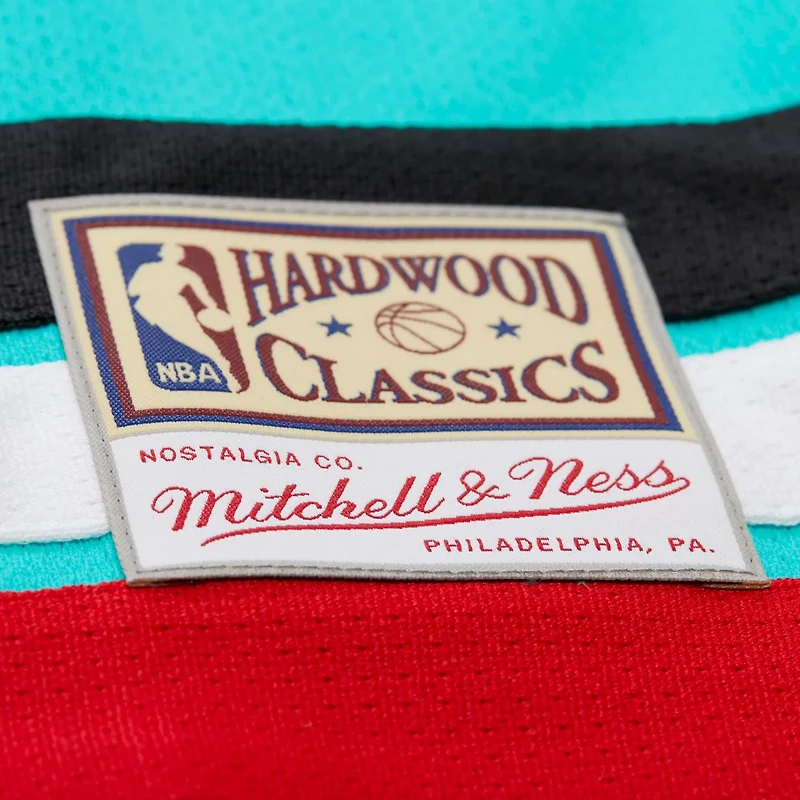 NBA
HARDWOOD
CLASSICS
NOSTALGIA CO.
Mitchell & Ness
PHILADELPHIA, PA.